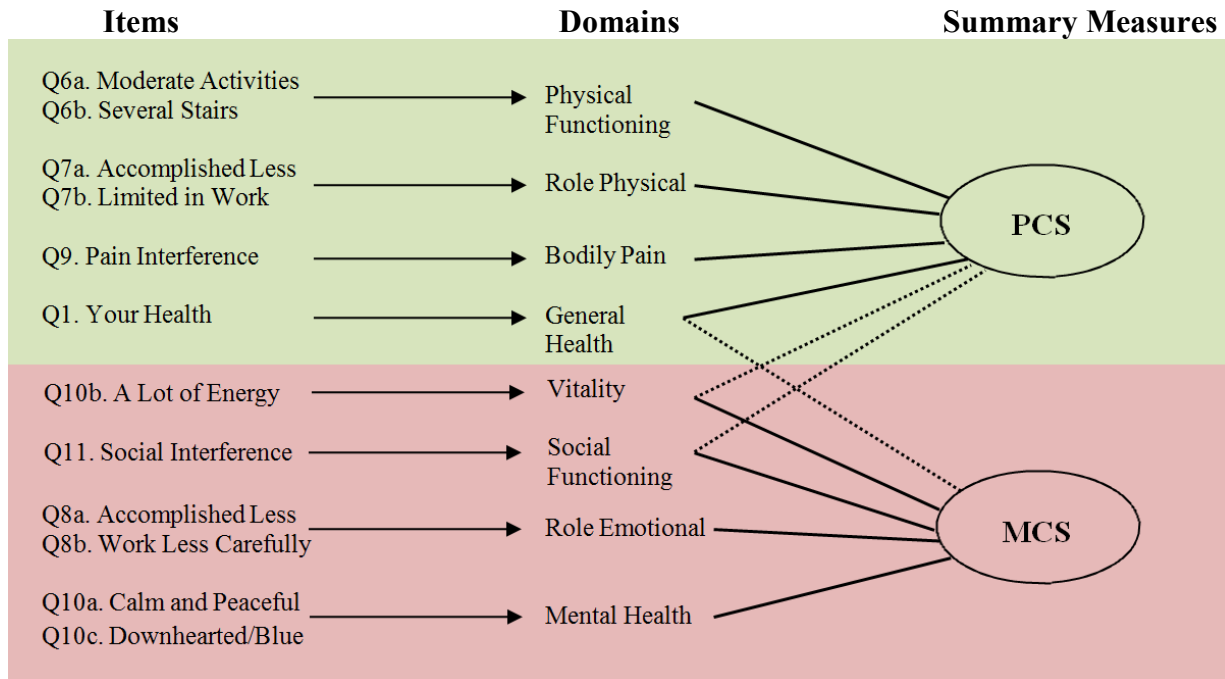 Items Domains Summary Measures
Q6a. Moderate Activities
Q6b. Several Stairs
Physical
Functioning
Q7a. Accomplished Less
Q7b. Limited in Work
Role Physical
PCS
Q9. Pain Interference
Bodily Pain
Q1. Your Health
General
Health
Q10b. A Lot of Energy
Vitality
Q11. Social Interference
Social
Functioning
Q8a. Accomplished Less
Q8b. Work Less Carefully
Role Emotional
MCS
Q10a. Calm and Peaceful
Q10c. Downhearted/Blue
Mental Health